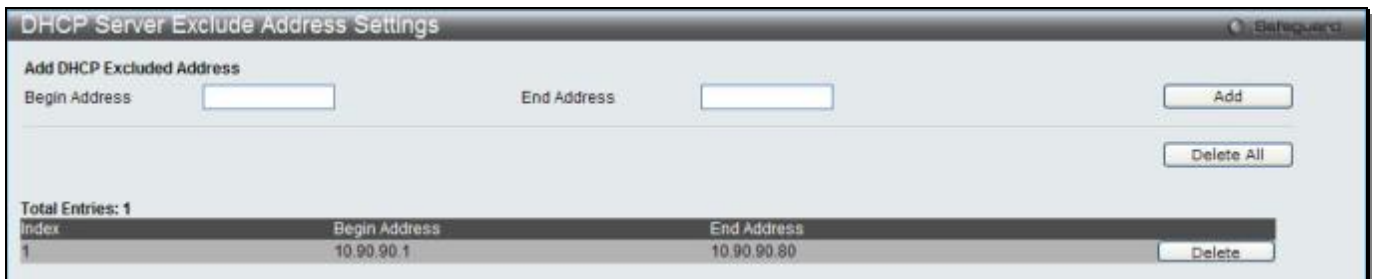 DHCP Server Exclude Address Settings
Safeguard
Add DHCP Excluded Address
Begin Address End Address Add
Delete All
Total Entries: 1
Index Begin Address End Address
1 10.90.90.1 10.90.90.80 Delete